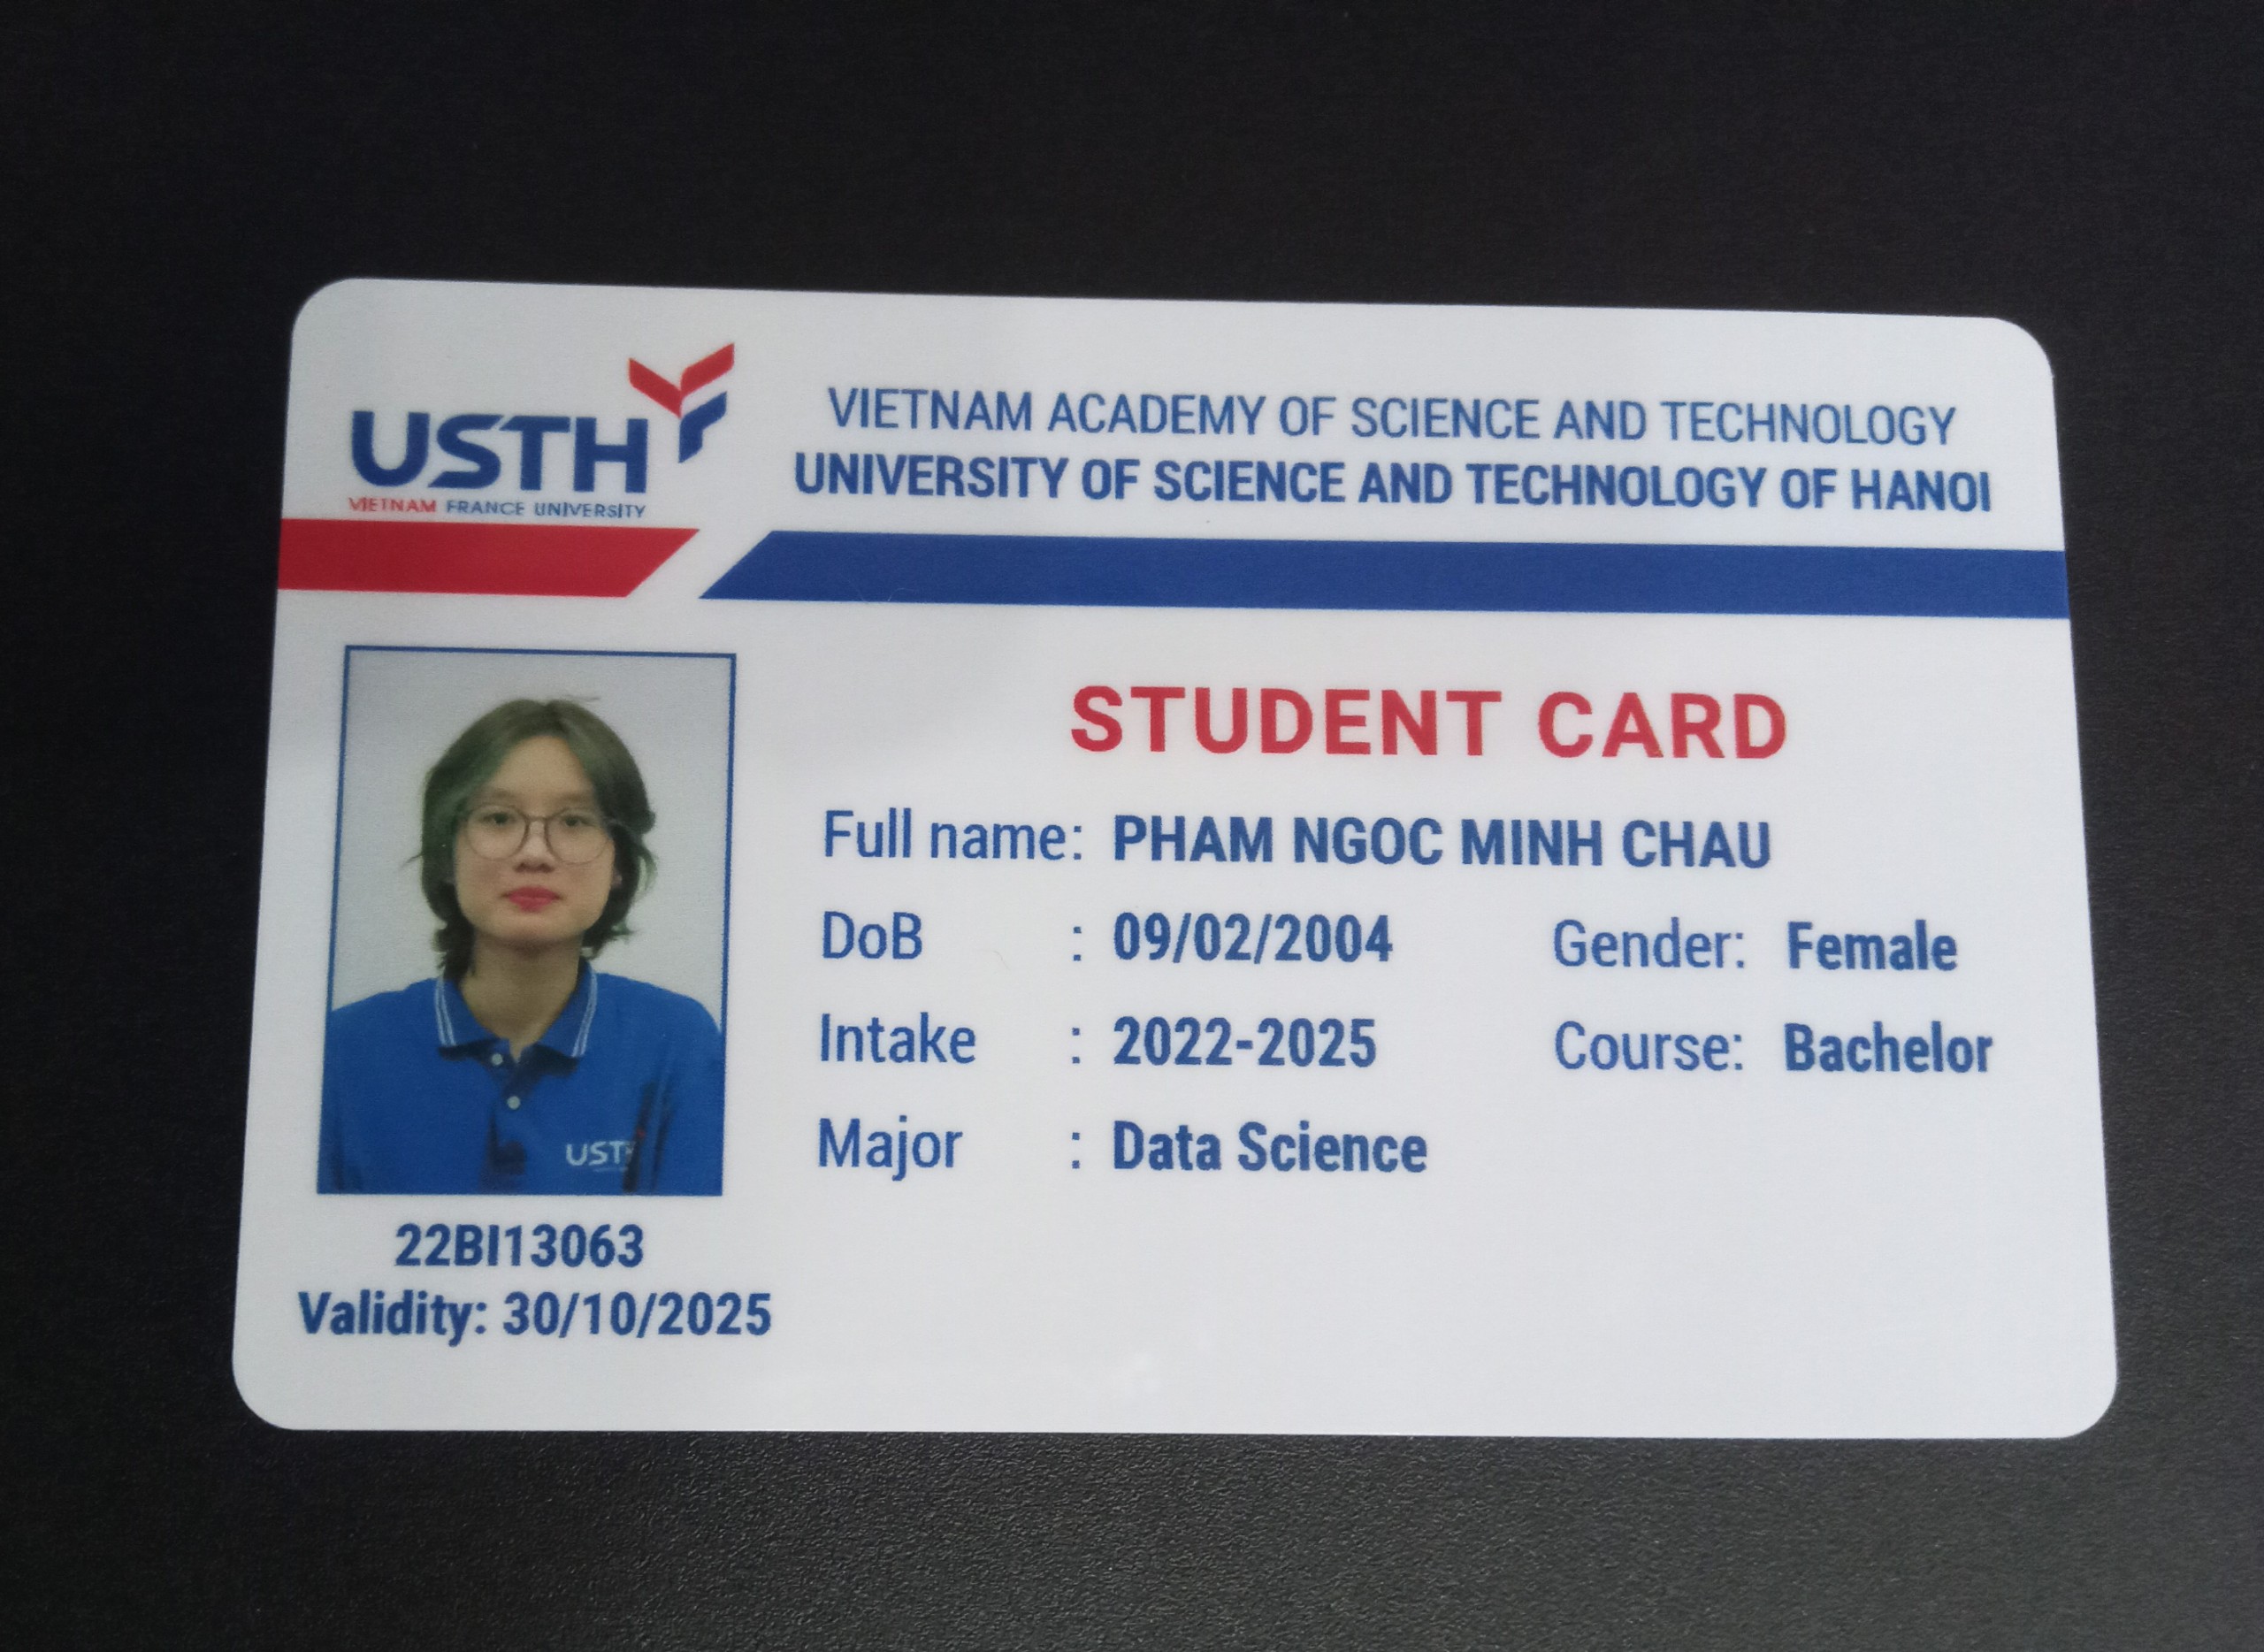 USTH
VIETNAM FRANCE UNIVERSITY
VIETNAM ACADEMY OF SCIENCE AND TECHNOLOGY
UNIVERSITY OF SCIENCE AND TECHNOLOGY OF HANOI
STUDENT CARD
Full name: PHAM NGOC MINH CHAU
DoB : 09/02/2004 Gender: Female
Intake : 2022-2025 Course: Bachelor
Major : Data Science
USTH
22BI13063
Validity: 30/10/2025